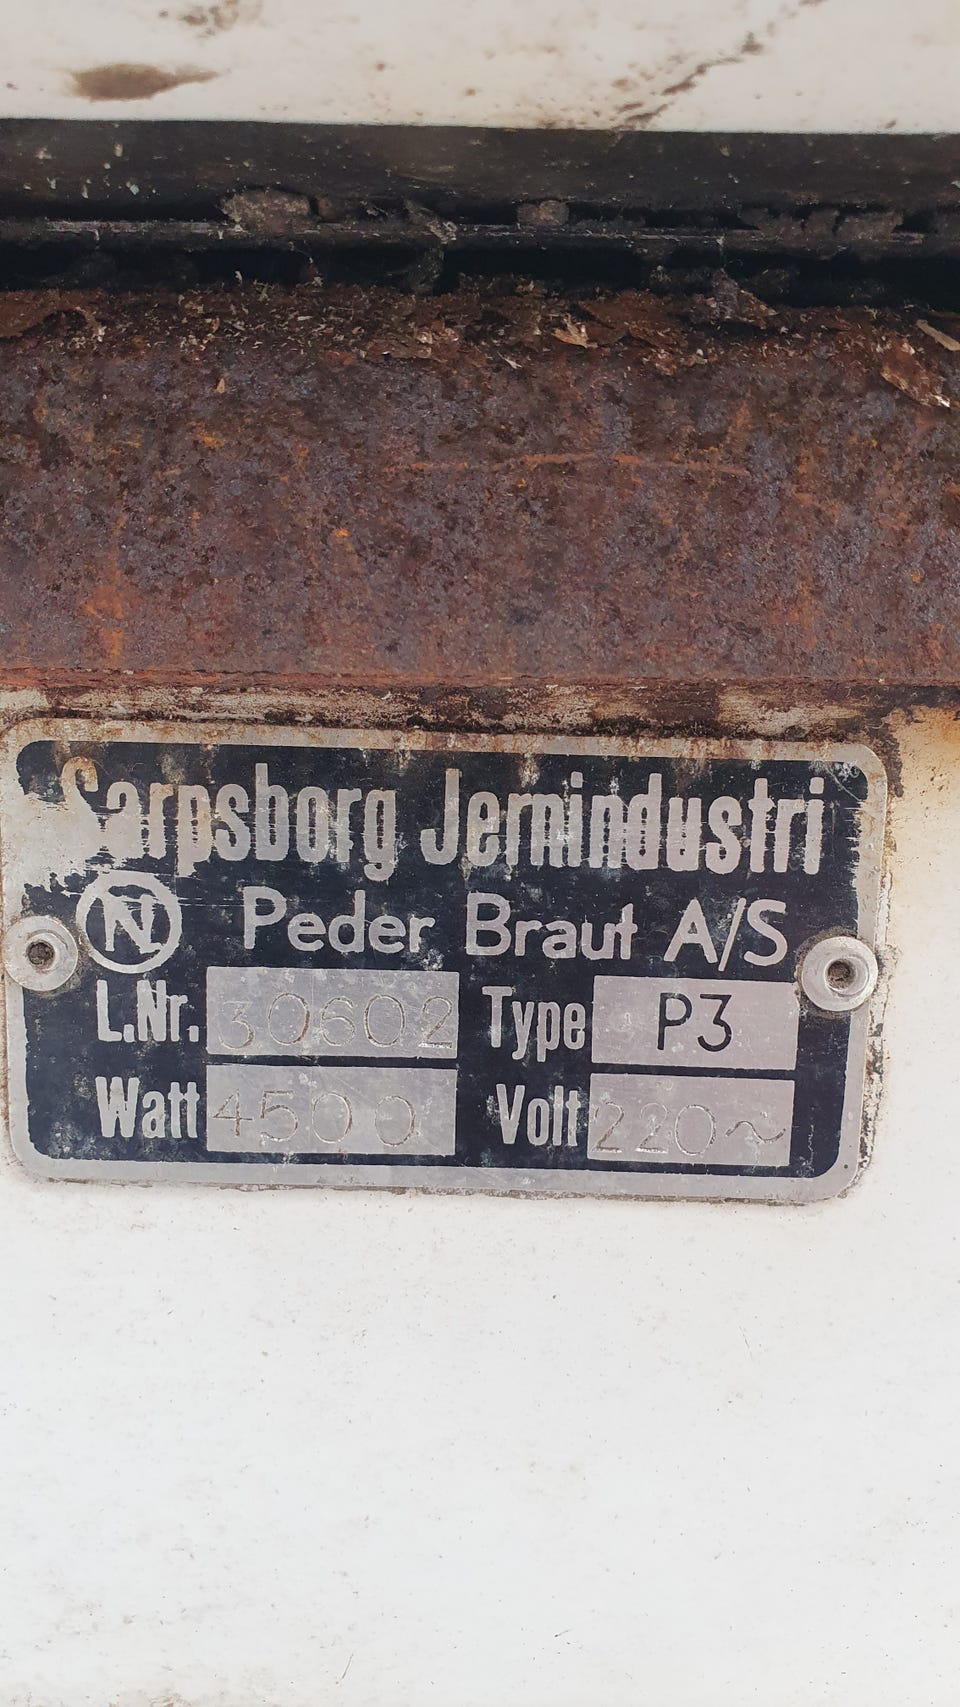 Sarpsborg Jernindustri
N Peder Braut A/S
L.Nr. 30602 Type P3
Watt 4500 Volt 220~